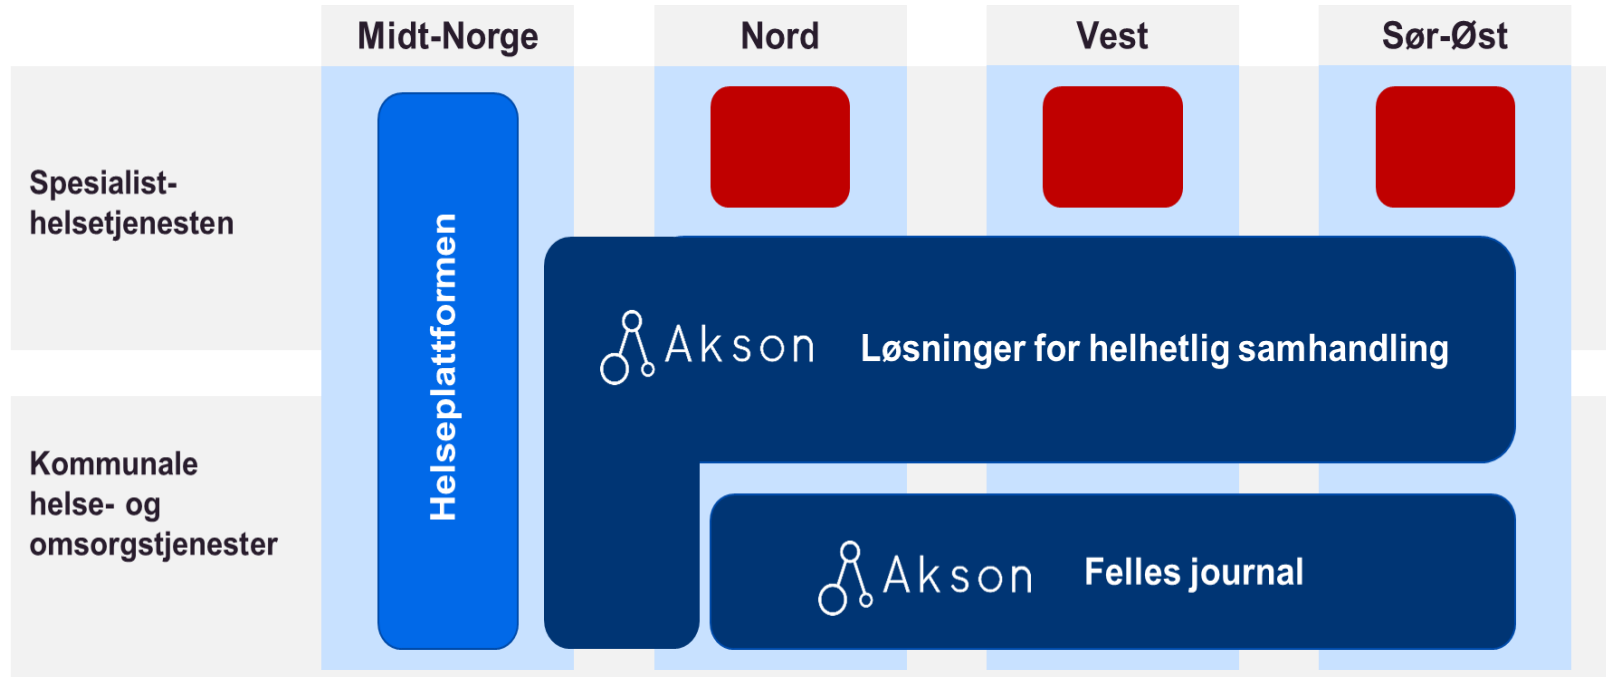 Midt-Norge
Nord
Vest
Sør-Øst
Spesialist-
helsetjenesten
Helseplattformen
Akson
Løsninger for helhetlig samhandling
Kommunale
helse- og
omsorgstjenester
Akson
Felles journal